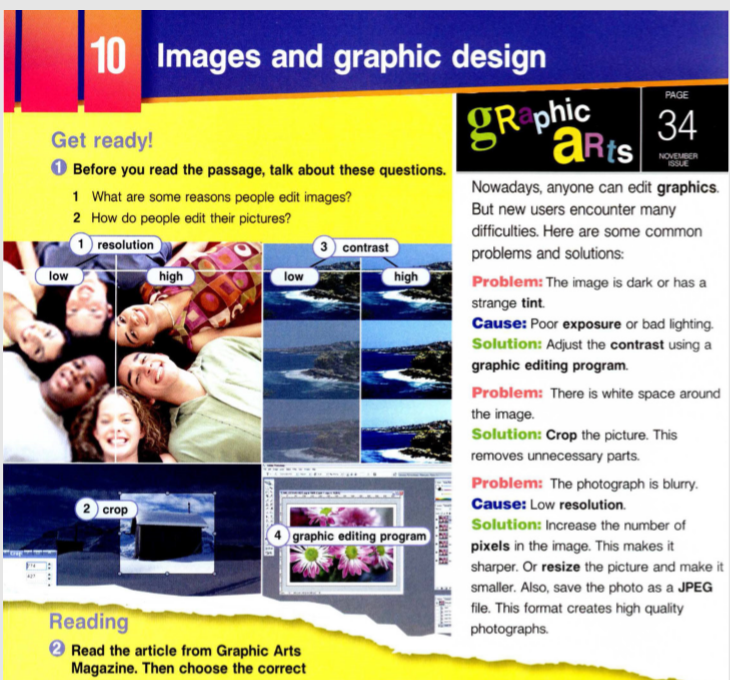 10 Images and graphic design
Get ready!
1 Before you read the passage, talk about these questions.
1 What are some reasons people edit images?
2 How do people edit their pictures?
1 resolution
low
high
3 contrast
low
high
2 crop
4 graphic editing program
Reading
2 Read the article from Graphic Arts
Magazine. Then choose the correct
gRaphic
aRts
PAGE
34
NOVEMBER
ISSUE
Nowadays, anyone can edit graphics.
But new users encounter many
difficulties. Here are some common
problems and solutions:
Problem: The image is dark or has a
strange tint.
Cause: Poor exposure or bad lighting.
Solution: Adjust the contrast using a
graphic editing program.
Problem: There is white space around
the image.
Solution: Crop the picture. This
removes unnecessary parts.
Problem: The photograph is blurry.
Cause: Low resolution.
Solution: Increase the number of
pixels in the image. This makes it
sharper. Or resize the picture and make it
smaller. Also, save the photo as a JPEG
file. This format creates high quality
photographs.